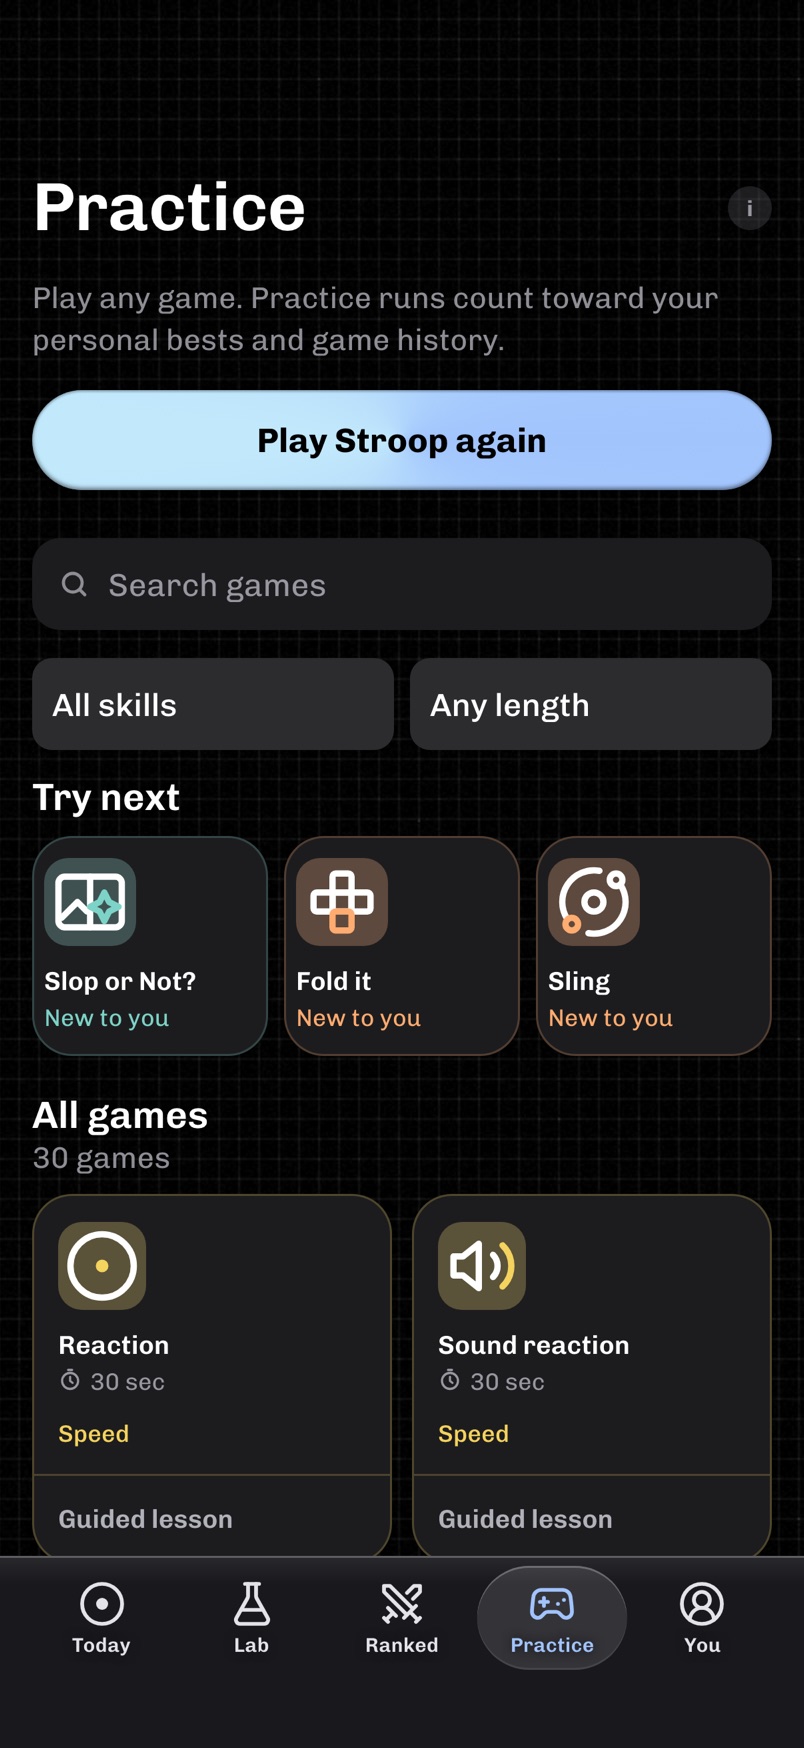 Practice
i
Play any game. Practice runs count toward your
personal bests and game history.
Play Stroop again
Search games
All skills
Any length
Try next
Slop or Not?
New to you
Fold it
New to you
Sling
New to you
All games
30 games
Reaction
30 sec
Speed
Guided lesson
Sound reaction
30 sec
Speed
Guided lesson
Today
Lab
Ranked
Practice
You